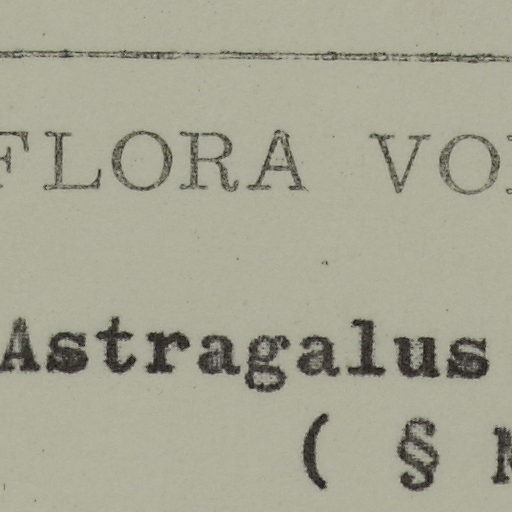 FLORA VO
Astragalus
( §